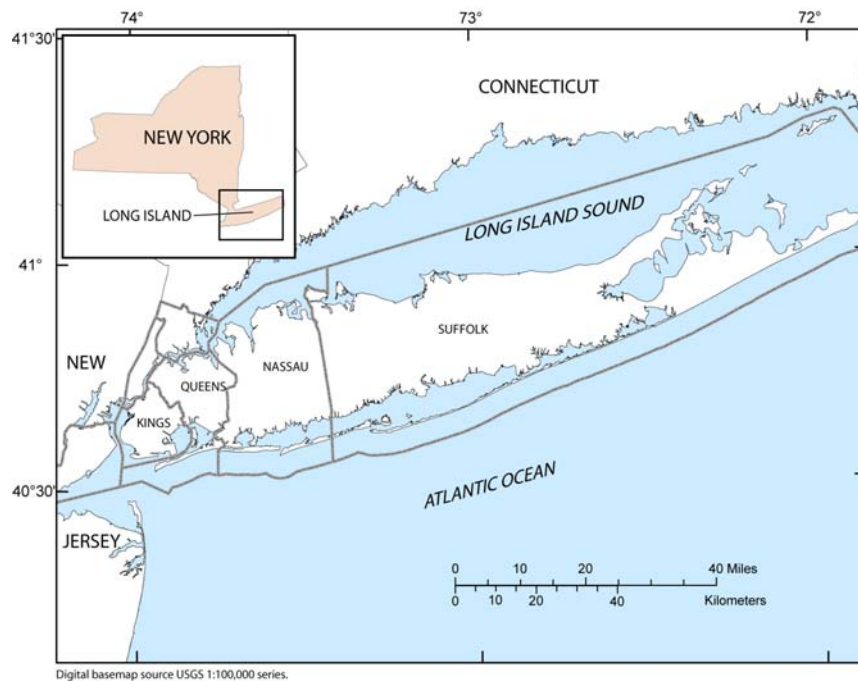 74°
73°
72°
41°30'
CONNECTICUT
NEW YORK
LONG ISLAND
LONG ISLAND SOUND
41°
SUFFOLK
NEW
NASSAU
QUEENS
KINGS
40°30'
ATLANTIC OCEAN
JERSEY
0 10 20 40 Miles
0 10 20 40 Kilometers
Digital basemap source USGS 1:100,000 series.